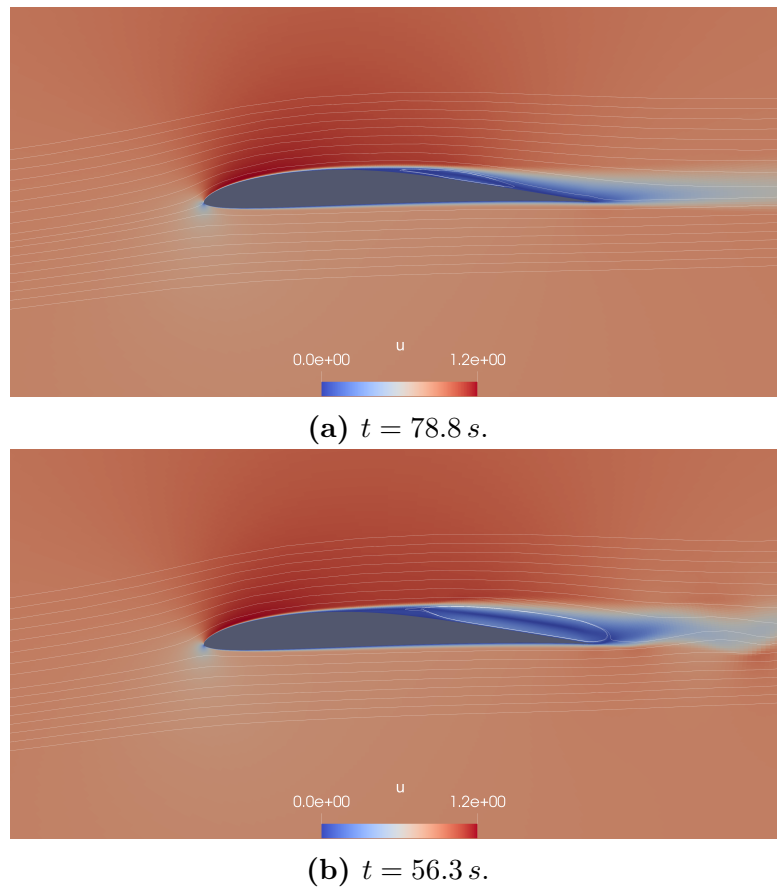 u
0.0e+00 1.2e+00
(a) t = 78.8 s.
u
0.0e+00 1.2e+00
(b) t = 56.3 s.